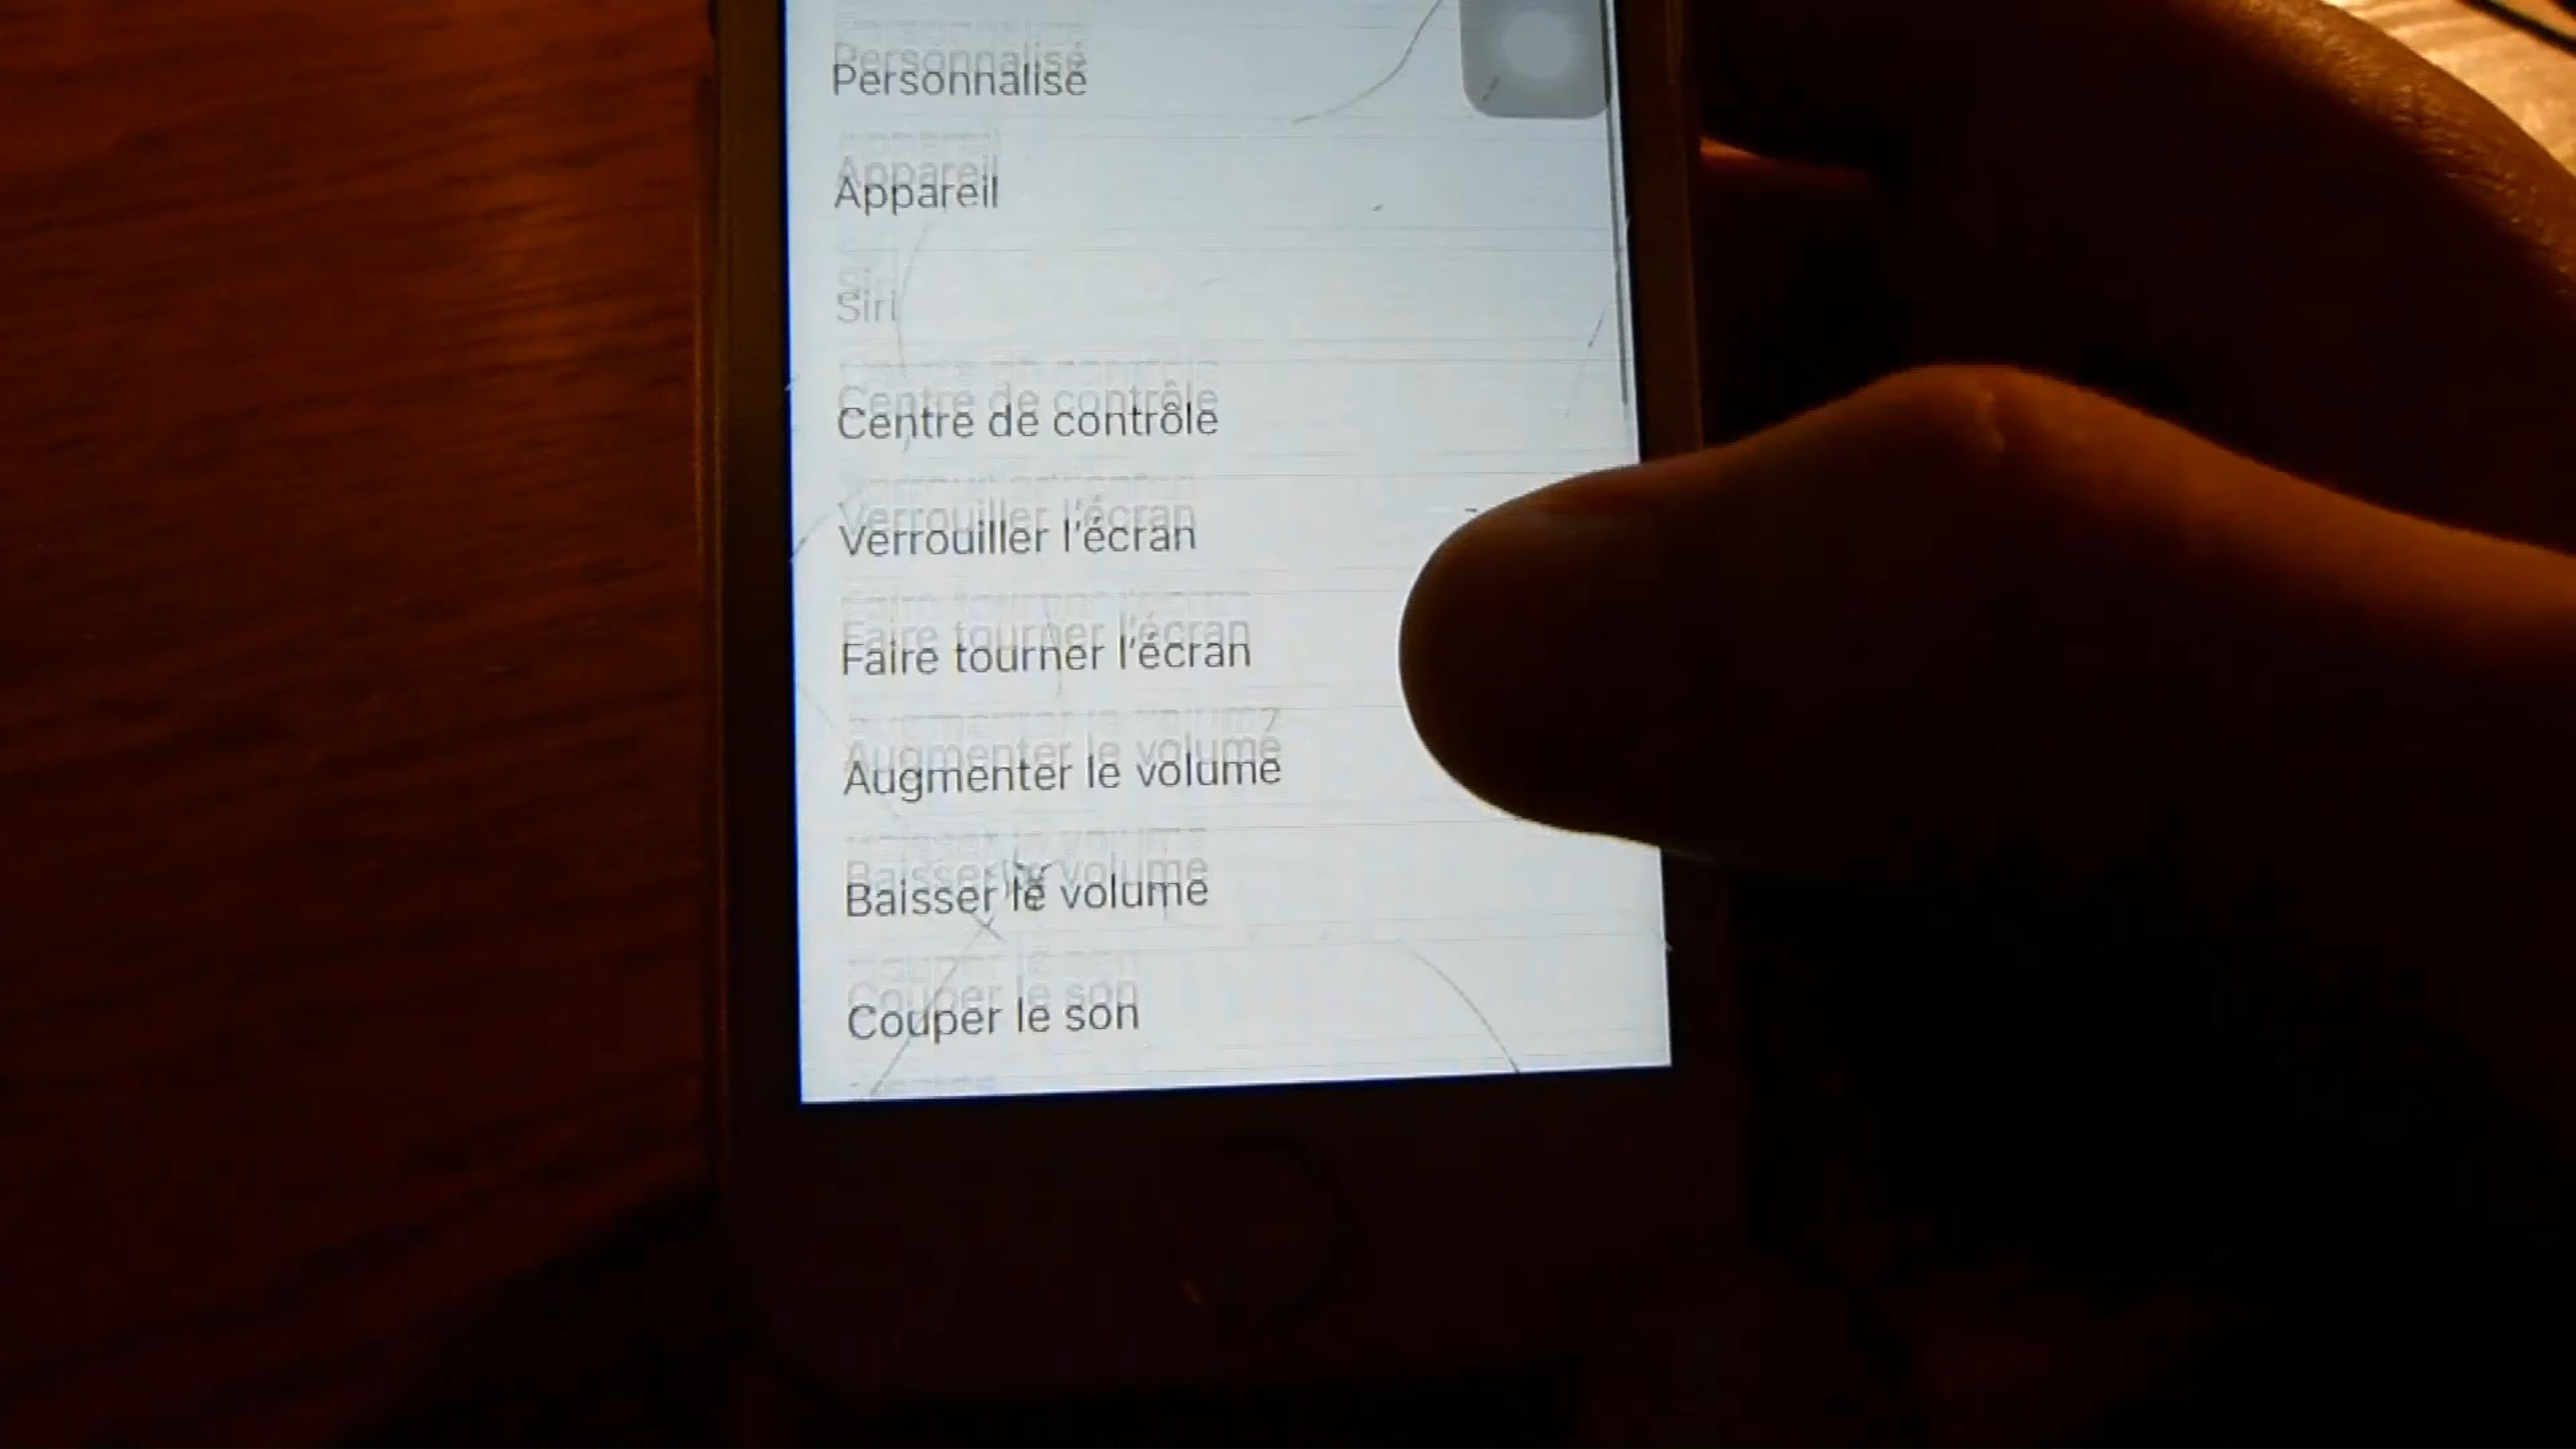 Personnalisé
Appareil
Siri
Centre de contrôle
Verrouiller l'écran
Faire tourner l'écran
Augmenter le volume
Baisser le volume
Couper le son